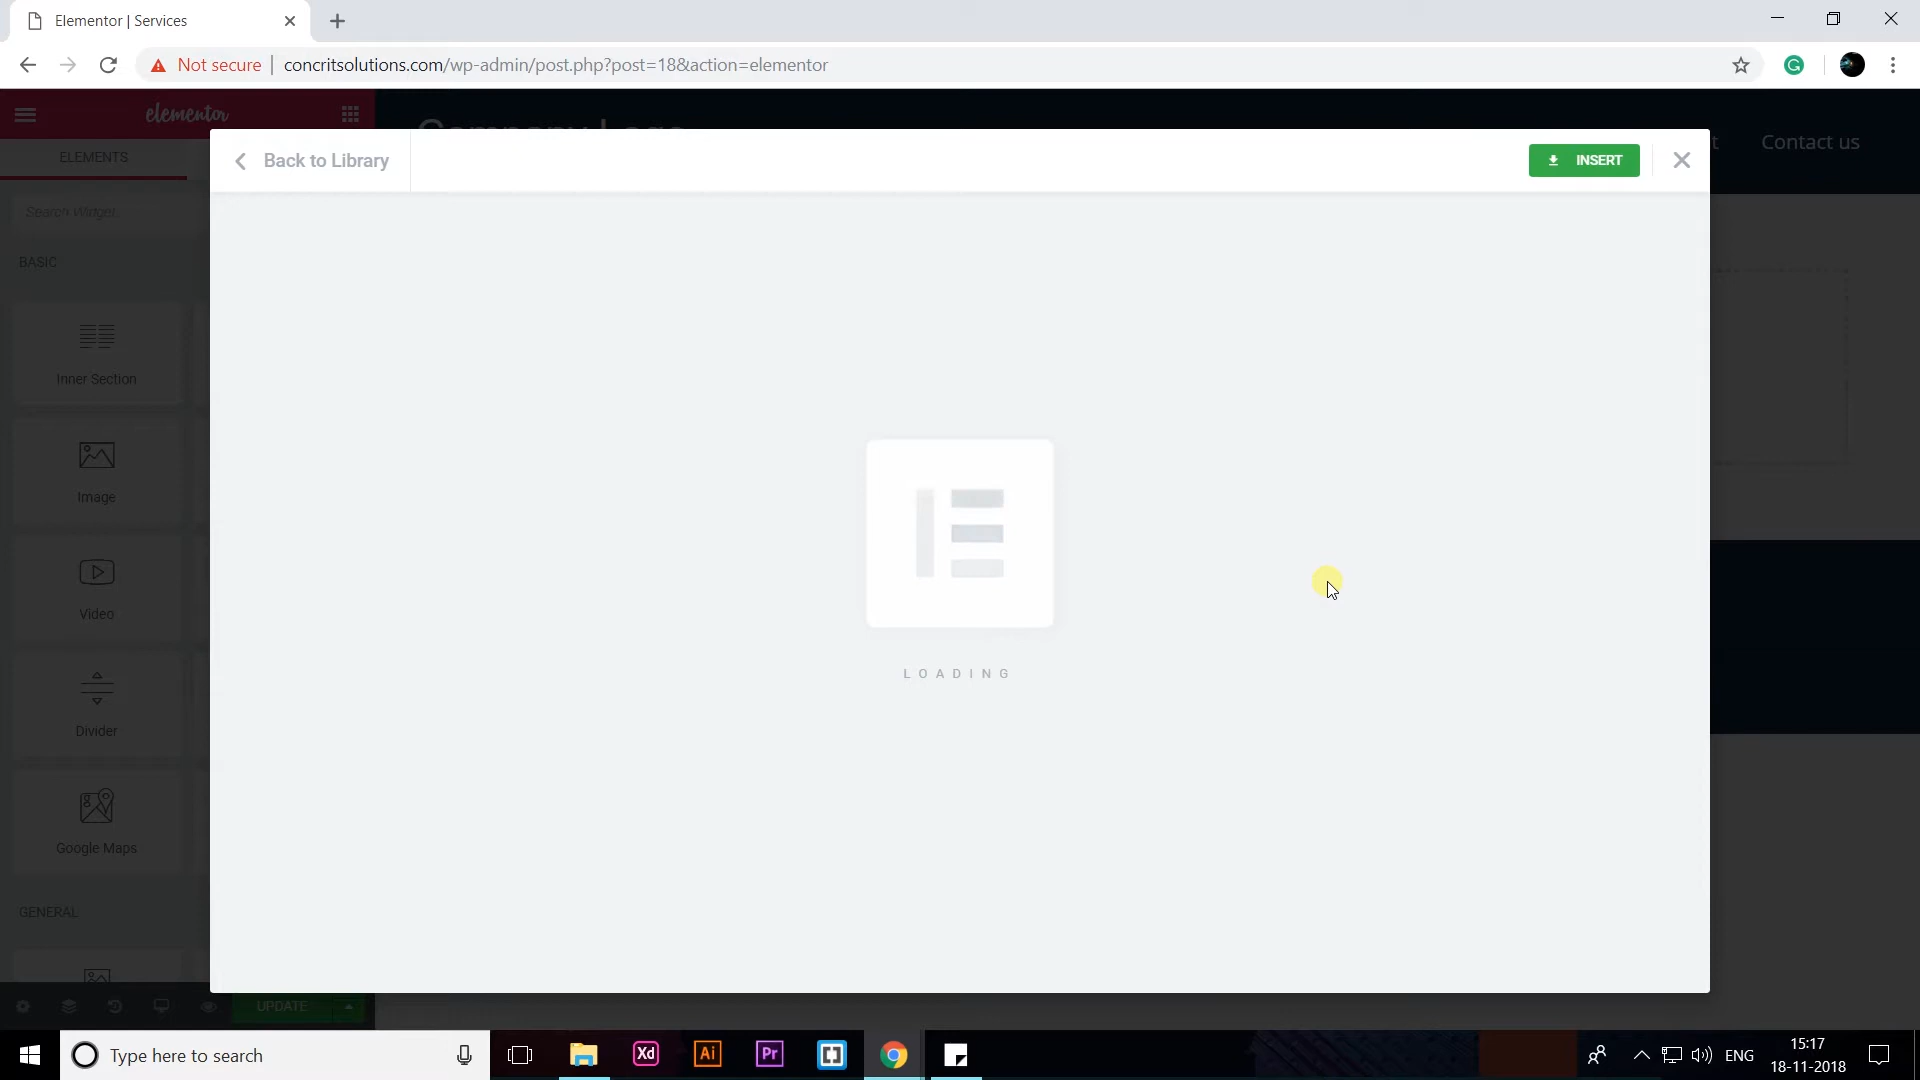 Elementor | Services
Not secure | concritsolutions.com/wp-admin/post.php?post=18&action=elementor
elementor
Contact us
ELEMENTS
Back to Library
INSERT
Search Widget...
BASIC
Inner Section
Image
Video
Divider
Google Maps
GENERAL
LOADING
UPDATE
Type here to search
Xd
Ai
Pr
ENG
15:17
18-11-2018